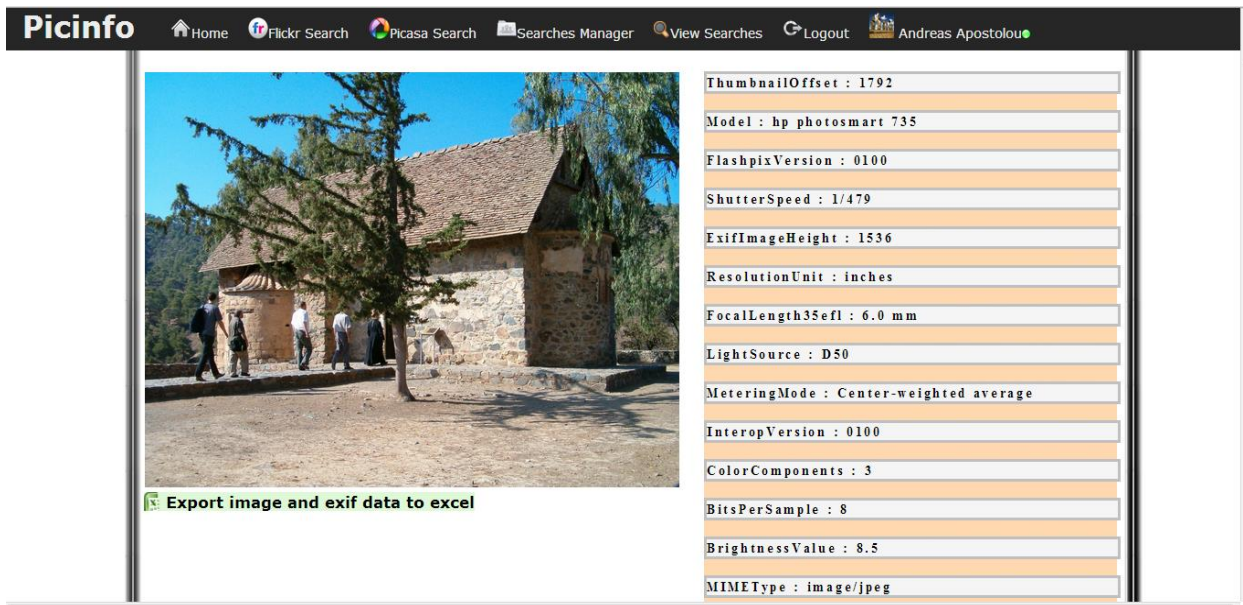 Picinfo Home Flickr Search Picasa Search Searches Manager View Searches Logout Andreas Apostolou
ThumbnailOffset : 1792
Model : hp photosmart 735
FlashpixVersion : 0100
ShutterSpeed : 1/479
ExifImageHeight : 1536
ResolutionUnit : inches
FocalLength35efl : 6.0 mm
LightSource : D50
MeteringMode : Center-weighted average
InteropVersion : 0100
ColorComponents : 3
BitsPerSample : 8
BrightnessValue : 8.5
MIMEType : image/jpeg
Export image and exif data to excel